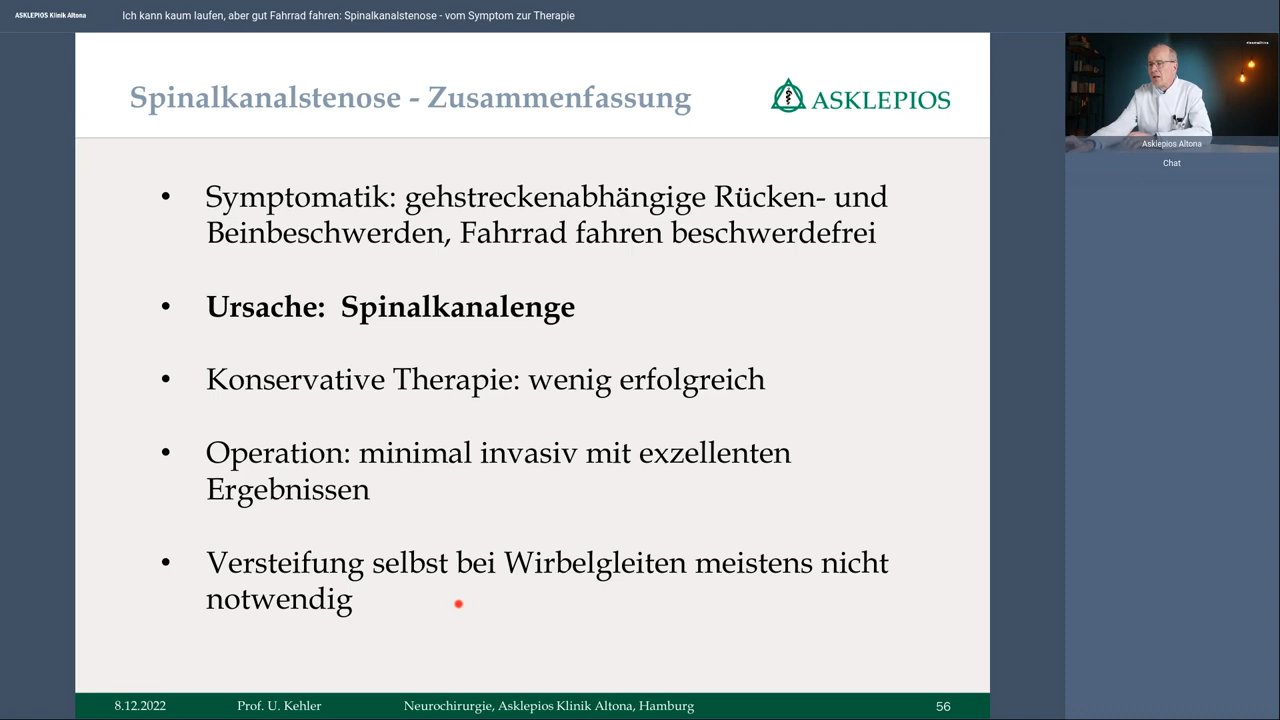 ASKLEPIOS Klinik Altona
Ich kann kaum laufen, aber gut Fahrrad fahren: Spinalkanalstenose - vom Symptom zur Therapie
Spinalkanalstenose - Zusammenfassung
ASKLEPIOS
• Symptomatik: gehstreckenabhängige Rücken- und
Beinbeschwerden, Fahrrad fahren beschwerdefrei
• Ursache: Spinalkanalenge
• Konservative Therapie: wenig erfolgreich
• Operation: minimal invasiv mit exzellenten
Ergebnissen
• Versteifung selbst bei Wirbelgleiten meistens nicht
notwendig
8.12.2022 Prof. U. Kehler Neurochirurgie, Asklepios Klinik Altona, Hamburg 56
Asklepios Altona
Chat